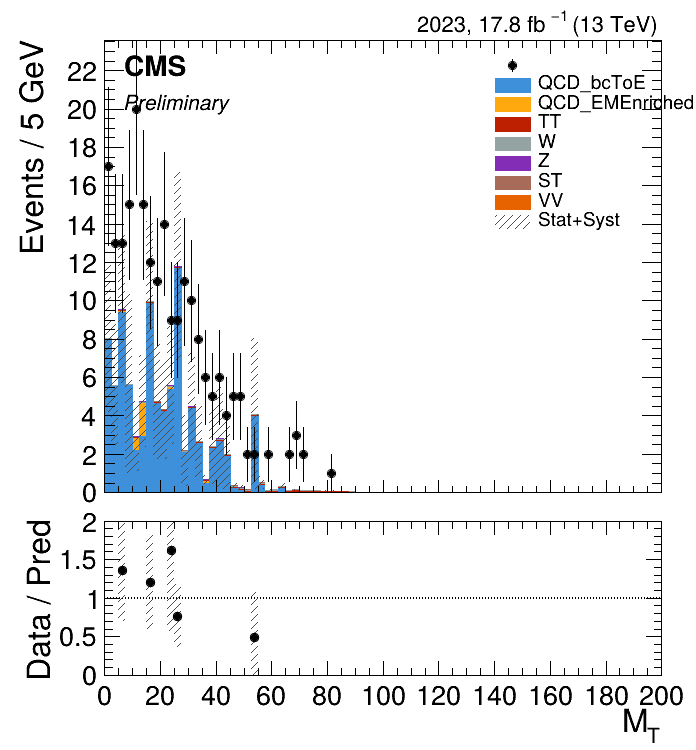 2023, 17.8 fb⁻¹ (13 TeV)
CMS
Preliminary
Events / 5 GeV
22
20
18
16
14
12
10
8
6
4
2
0
QCD_bcToE
QCD_EMEnriched
TT
W
Z
ST
VV
Stat+Syst
Data / Pred
2
1.5
1
0.5
0
0 20 40 60 80 100 120 140 160 180 200
M_T